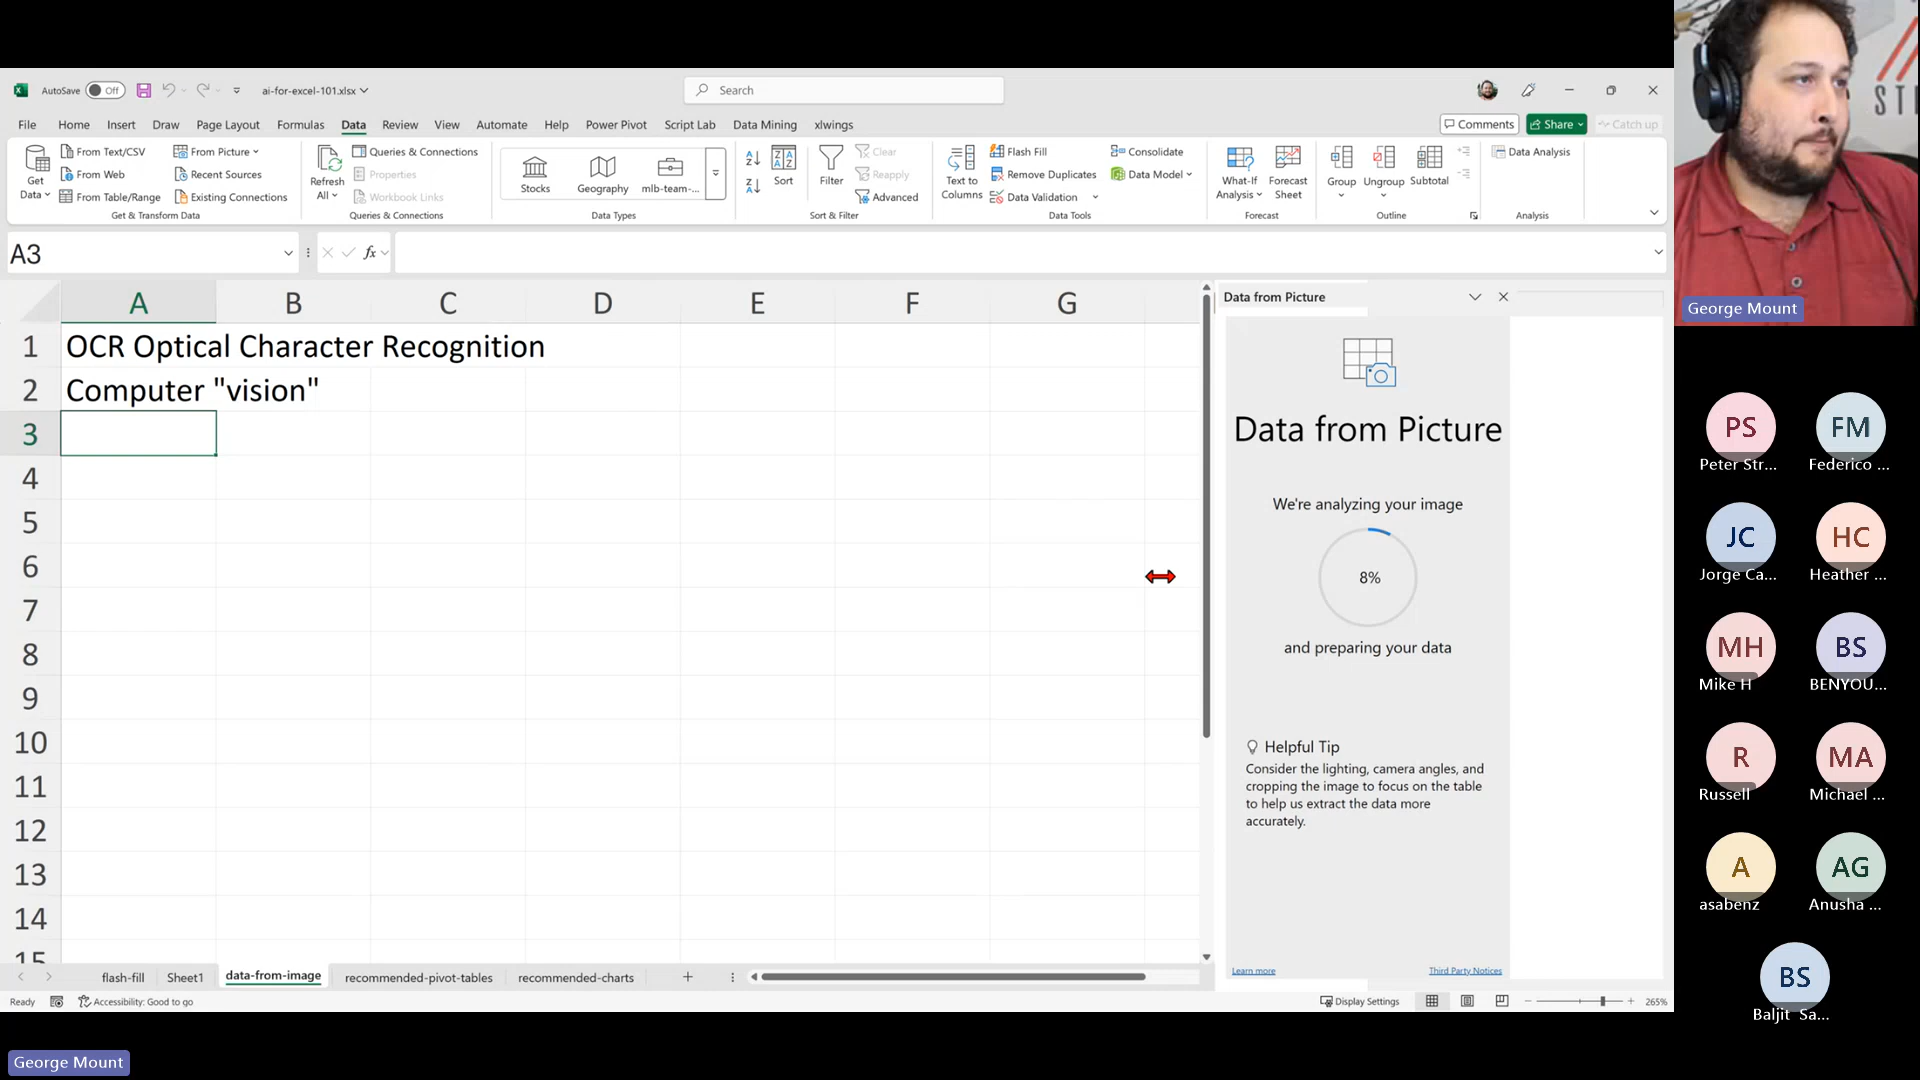 AutoSave Off ai-for-excel-101.xlsx Search
File Home Insert Draw Page Layout Formulas Data Review View Automate Help Power Pivot Script Lab Data Mining xlwings Comments Share Catch up
Get Data From Text/CSV From Web From Table/Range From Picture Recent Sources Existing Connections
Get & Transform Data
Refresh All Queries & Connections Properties Workbook Links
Queries & Connections
Stocks Geography mlb-team-...
Data Types
Sort Filter Clear Reapply Advanced
Sort & Filter
Text to Columns Flash Fill Remove Duplicates Data Validation Consolidate Data Model
Data Tools
What-If Analysis Forecast Sheet
Forecast
Group Ungroup Subtotal
Outline
Data Analysis
Analysis
A3 fx
A B C D E F G
1 OCR Optical Character Recognition
2 Computer "vision"
3
4
5
6
7
8
9
10
11
12
13
14
15
Data from Picture
Data from Picture
We're analyzing your image
8%
and preparing your data
Helpful Tip
Consider the lighting, camera angles, and
cropping the image to focus on the table
to help us extract the data more
accurately.
Learn more Third Party Notices
flash-fill Sheet1 data-from-image recommended-pivot-tables recommended-charts
Ready Accessibility: Good to go Display Settings 265%
George Mount
George Mount
PS Peter Str...
FM Federico ...
JC Jorge Ca...
HC Heather ...
MH Mike H
BS BENYOU...
R Russell
MA Michael ...
A asabenz
AG Anusha ...
BS Baljit Sa...